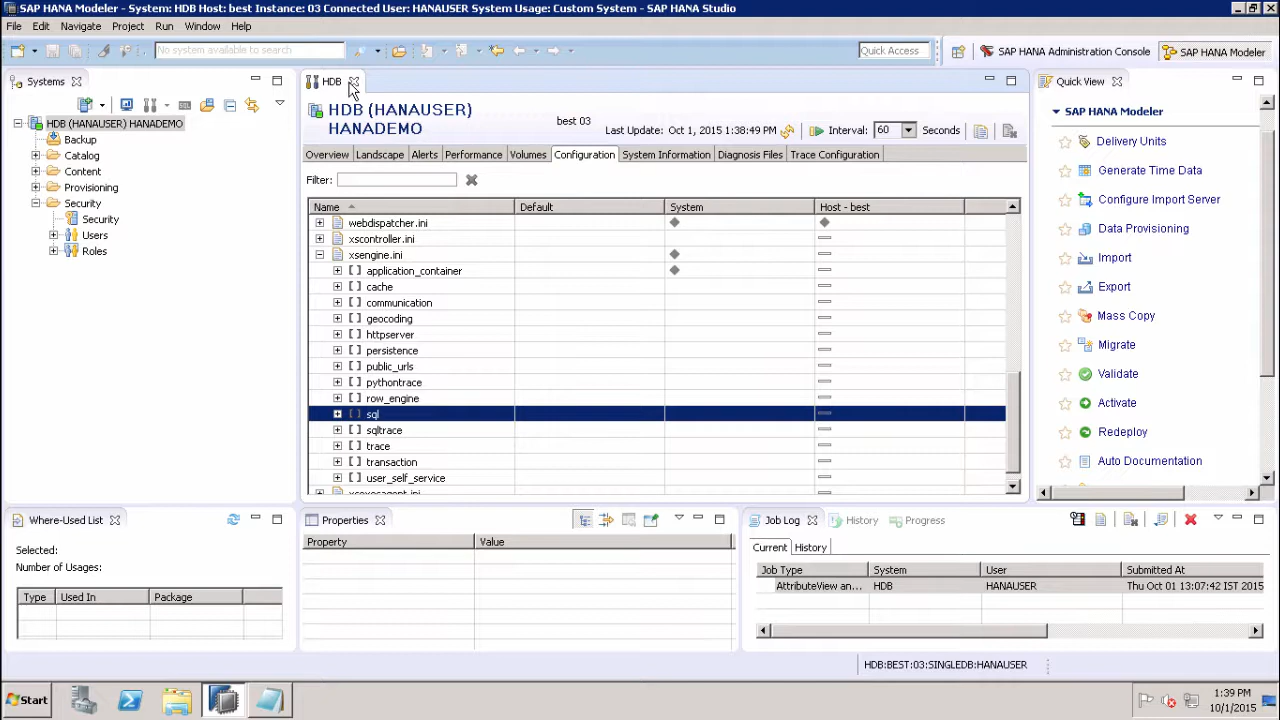 SAP HANA Modeler - System: HDB Host: best Instance: 03 Connected User: HANAUSER System Usage: Custom System - SAP HANA Studio
File Edit Navigate Project Run Window Help
No system available to search
Quick Access
SAP HANA Administration Console
SAP HANA Modeler
Systems
HDB (HANAUSER) HANADEMO
Backup
Catalog
Content
Provisioning
Security
Security
Users
Roles
HDB
HDB (HANAUSER)
HANADEMO
best 03
Last Update: Oct 1, 2015 1:38:49 PM
Interval: 60 Seconds
Overview Landscape Alerts Performance Volumes Configuration System Information Diagnosis Files Trace Configuration
Filter:
Name Default System Host - best
webdispatcher.ini
xscontroller.ini
xsengine.ini
[ ] application_container
[ ] cache
[ ] communication
[ ] geocoding
[ ] httpserver
[ ] persistence
[ ] public_urls
[ ] pythontrace
[ ] row_engine
[ ] sql
[ ] sqltrace
[ ] trace
[ ] transaction
[ ] user_self_service
Quick View
SAP HANA Modeler
Delivery Units
Generate Time Data
Configure Import Server
Data Provisioning
Import
Export
Mass Copy
Migrate
Validate
Activate
Redeploy
Auto Documentation
Where-Used List
Selected:
Number of Usages:
Type Used In Package
Properties
Property Value
Job Log History Progress
Current History
Job Type System User Submitted At
AttributeView an... HDB HANAUSER Thu Oct 01 13:07:42 IST 2015
HDB:BEST:03:SINGLEDB:HANAUSER
Start
1:39 PM
10/1/2015